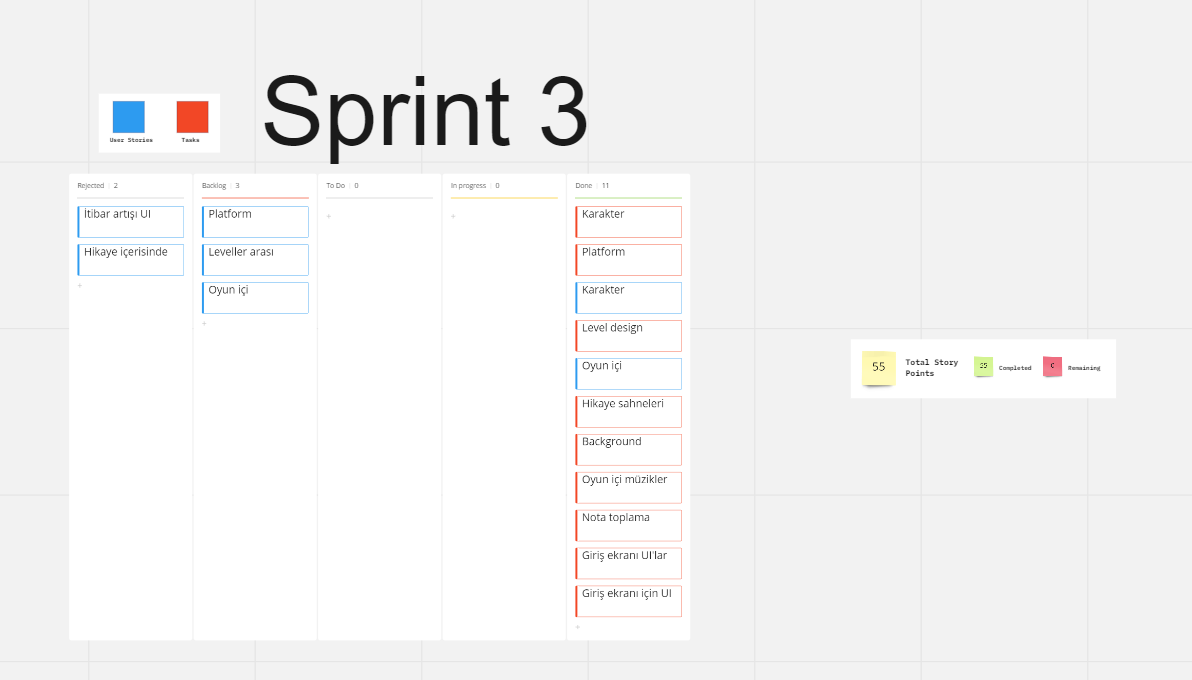 Sprint 3
User Stories
Tasks
Rejected 2
İtibar artışı UI
Hikaye içerisinde
Backlog 3
Platform
Leveller arası
Oyun içi
To Do 0
In progress 0
Done 11
Karakter
Platform
Karakter
Level design
Oyun içi
Hikaye sahneleri
Background
Oyun içi müzikler
Nota toplama
Giriş ekranı UI'lar
Giriş ekranı için UI
55
Total Story
Points
Completed
0
Remaining